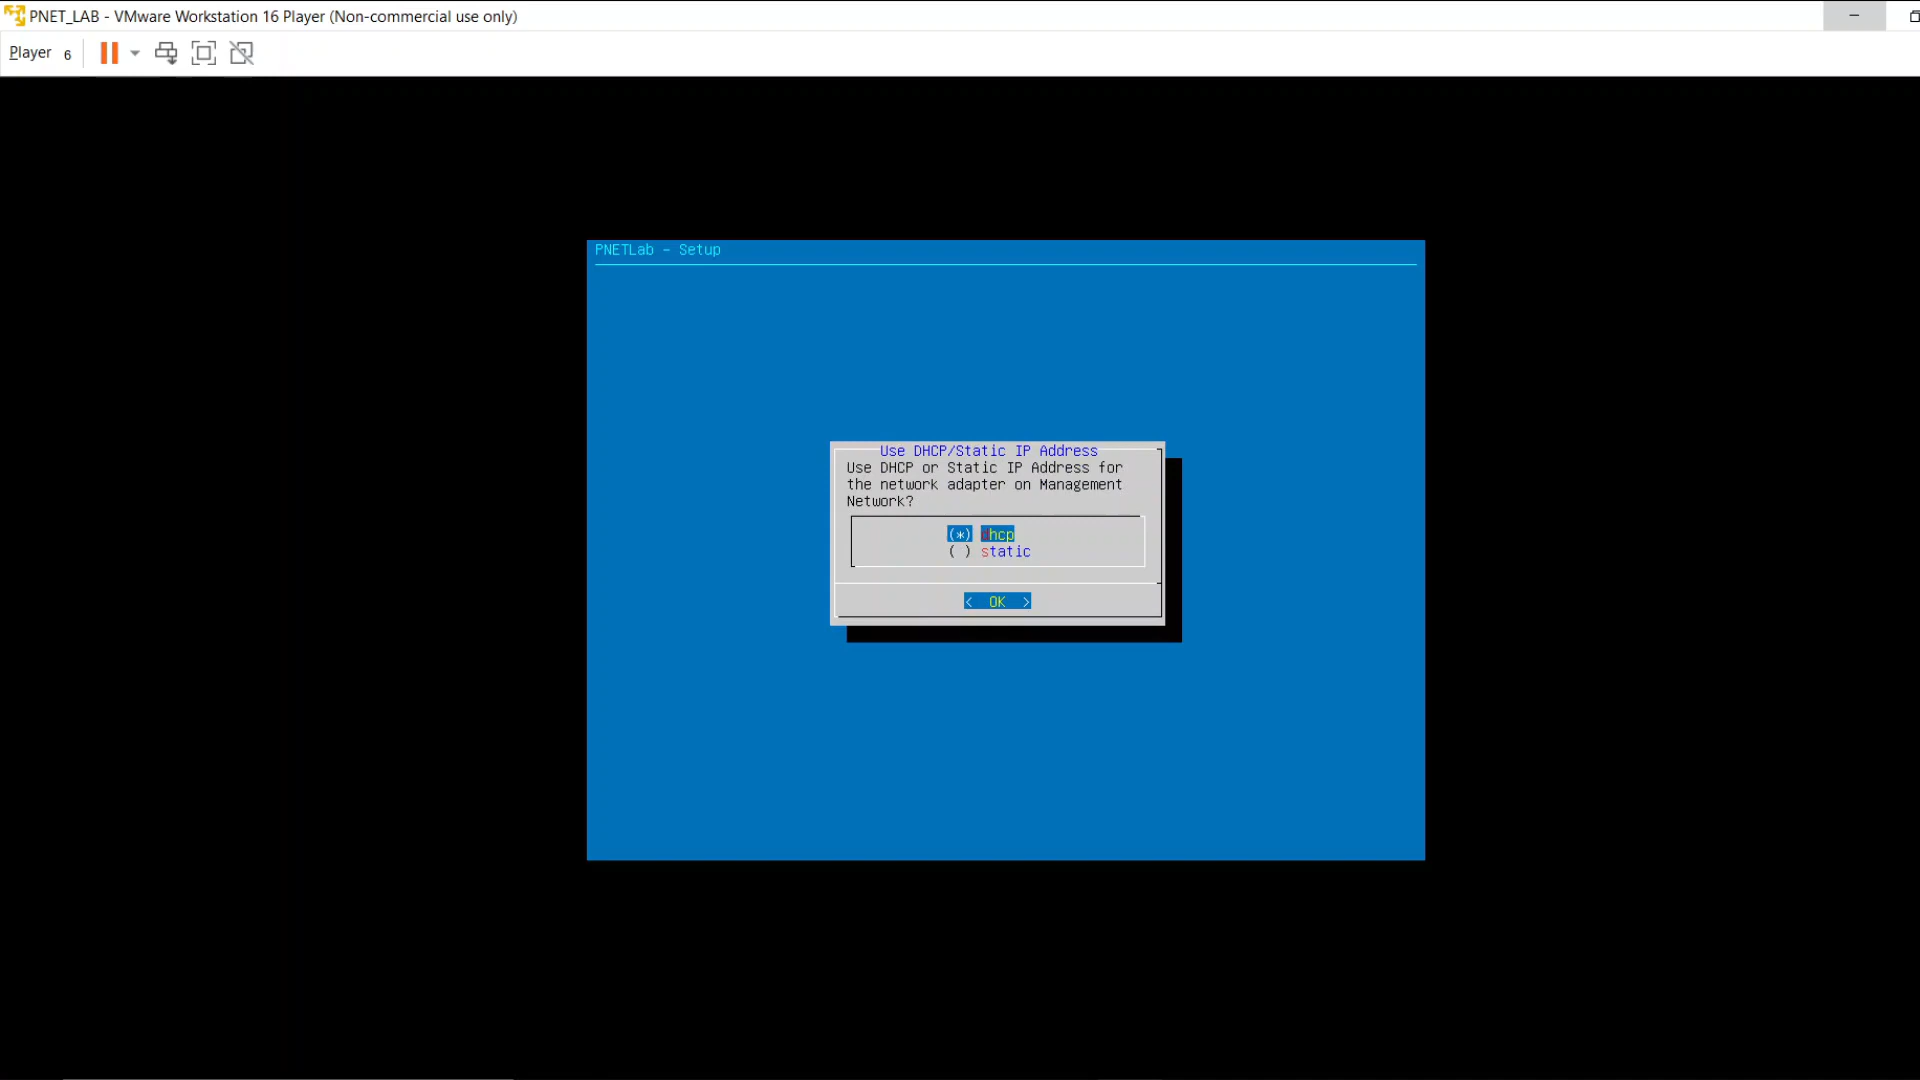 PNET_LAB - VMware Workstation 16 Player (Non-commercial use only)
Player 6
PNETLab - Setup
Use DHCP/Static IP Address
Use DHCP or Static IP Address for
the network adapter on Management
Network?
(*) dhcp
( ) static
< OK >